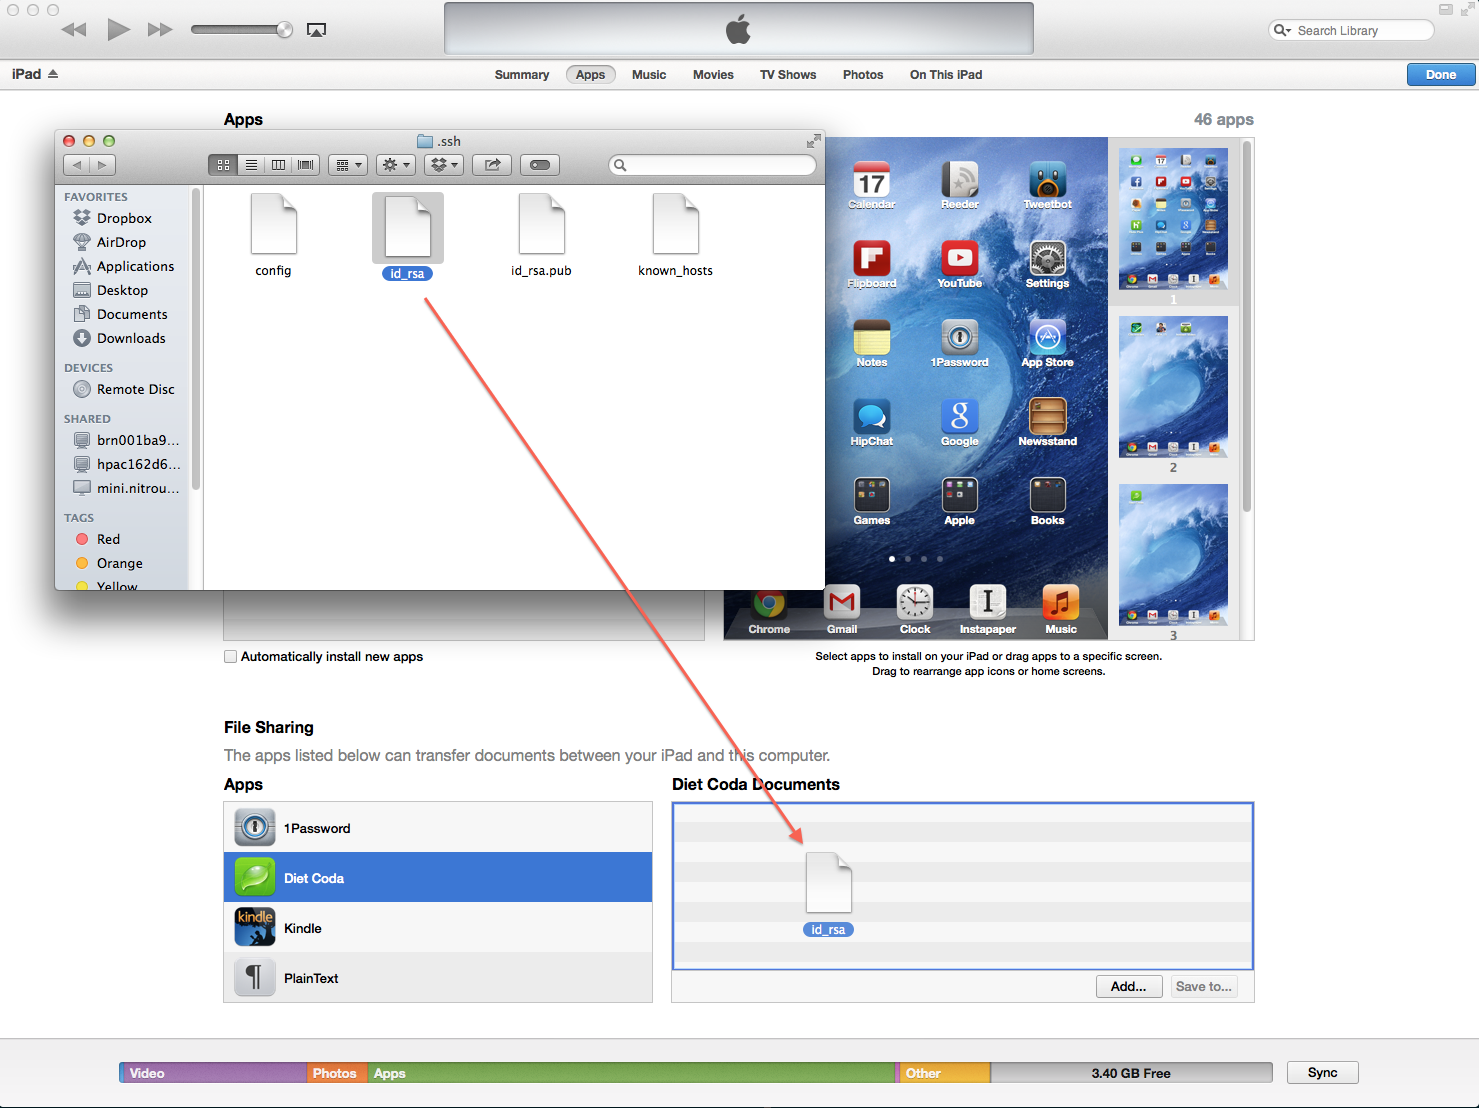 Search Library
iPad
Summary
Apps
Music
Movies
TV Shows
Photos
On This iPad
Done
Apps
46 apps
.ssh
FAVORITES
Dropbox
AirDrop
Applications
Desktop
Documents
Downloads
DEVICES
Remote Disc
SHARED
brn001ba9...
hpac162d6...
mini.nitrou...
TAGS
Red
Orange
Yellow
config
id_rsa
id_rsa.pub
known_hosts
17
Calendar
Reeder
Tweetbot
Flipboard
YouTube
Settings
Notes
1Password
App Store
HipChat
Google
Newsstand
Games
Apple
Books
Chrome
Gmail
Clock
Instapaper
Music
1
2
3
Automatically install new apps
Select apps to install on your iPad or drag apps to a specific screen.
Drag to rearrange app icons or home screens.
File Sharing
The apps listed below can transfer documents between your iPad and this computer.
Apps
1Password
Diet Coda
kindle
Kindle
PlainText
Diet Coda Documents
id_rsa
Add...
Save to...
Video
Photos
Apps
Other
3.40 GB Free
Sync